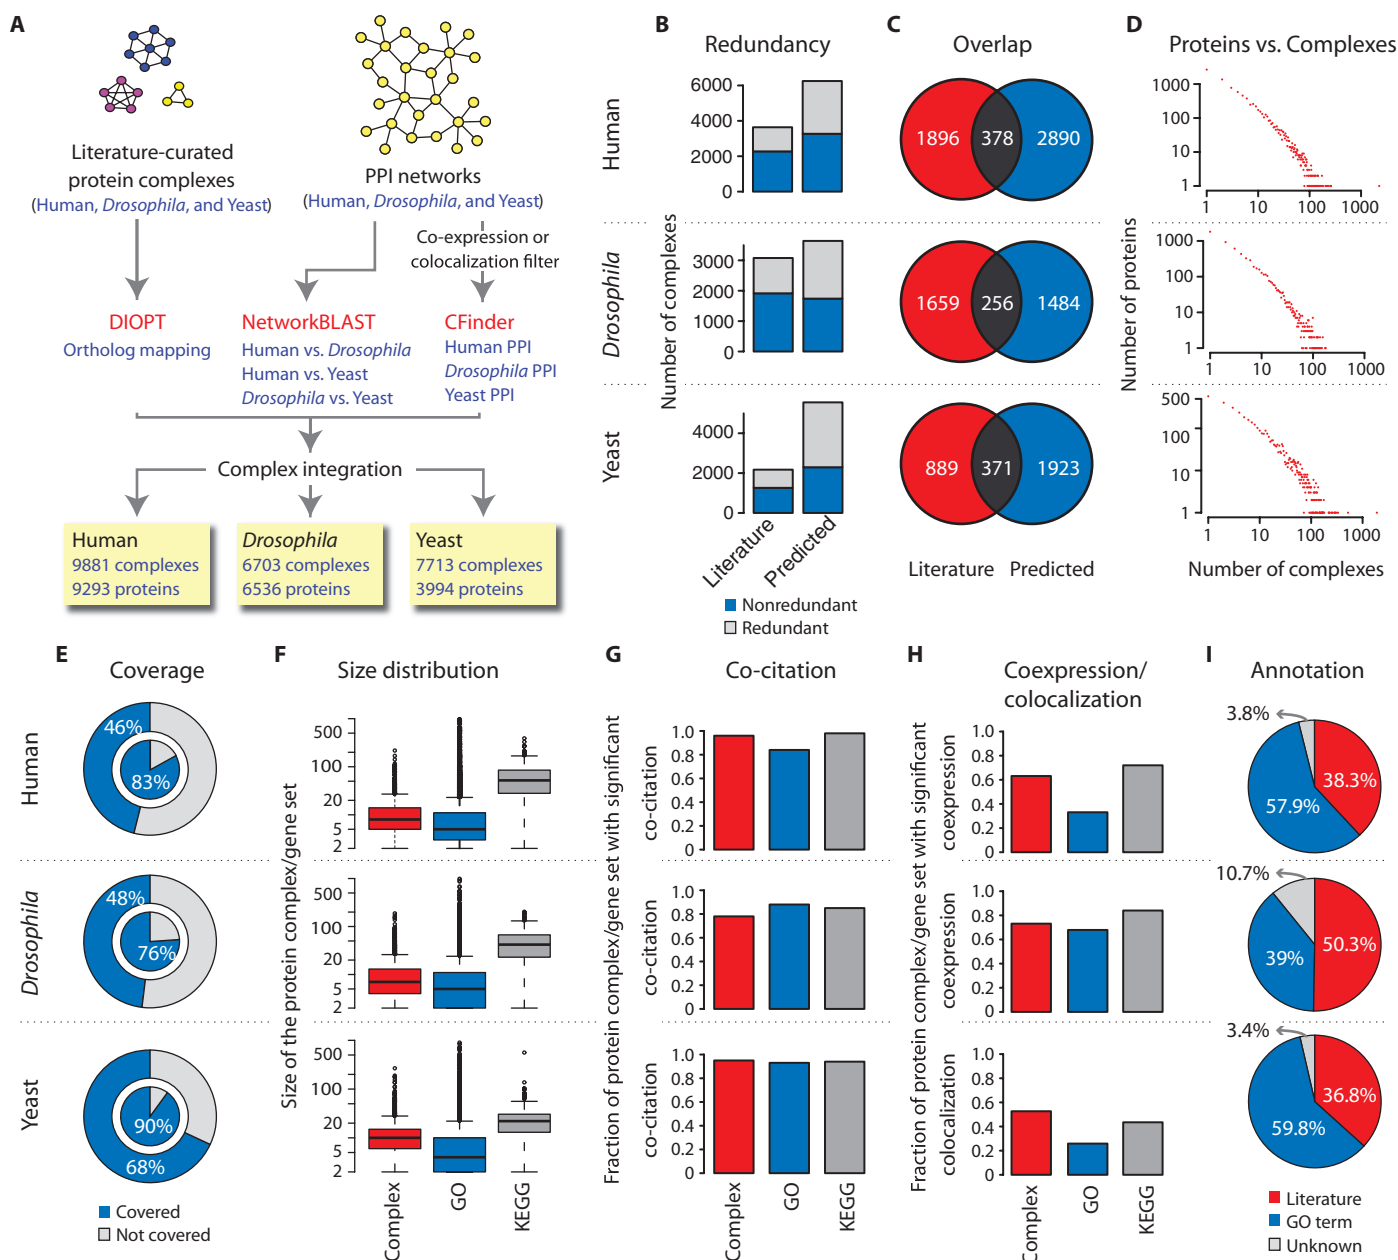 A
Literature-curated
protein complexes
(Human, Drosophila, and Yeast)
PPI networks
(Human, Drosophila, and Yeast)
Co-expression or
colocalization filter
DIOPT
Ortholog mapping
NetworkBLAST
Human vs. Drosophila
Human vs. Yeast
Drosophila vs. Yeast
CFinder
Human PPI
Drosophila PPI
Yeast PPI
Complex integration
Human
9881 complexes
9293 proteins
Drosophila
6703 complexes
6536 proteins
Yeast
7713 complexes
3994 proteins
B
Redundancy
Human
Drosophila
Yeast
Number of complexes
6000
4000
2000
0
3000
2000
1000
0
4000
2000
0
Literature
Predicted
Nonredundant
Redundant
C
Overlap
1896 378 2890
1659 256 1484
889 371 1923
Literature Predicted
D
Proteins vs. Complexes
Number of proteins
1000
100
10
1
1 10 100 1000
1000
100
10
1
1 10 100 1000
500
100
10
1
1 10 100 1000
Number of complexes
E
Coverage
Human
46%
83%
Drosophila
48%
76%
Yeast
90%
68%
Covered
Not covered
F
Size distribution
Size of the protein complex/gene set
500
100
20
5
2
500
100
20
5
2
500
100
20
5
2
Complex
GO
KEGG
G
Co-citation
Fraction of protein complex/gene set with significant
co-citation
co-citation
co-citation
1.0
0.8
0.6
0.4
0.2
0
1.0
0.8
0.6
0.4
0.2
0
1.0
0.8
0.6
0.4
0.2
0
Complex
GO
KEGG
H
Coexpression/
colocalization
Fraction of protein complex/gene set with significant
coexpression
coexpression
colocalization
1.0
0.8
0.6
0.4
0.2
0
1.0
0.8
0.6
0.4
0.2
0
1.0
0.8
0.6
0.4
0.2
0
Complex
GO
KEGG
I
Annotation
3.8%
38.3%
57.9%
10.7%
50.3%
39%
3.4%
36.8%
59.8%
Literature
GO term
Unknown